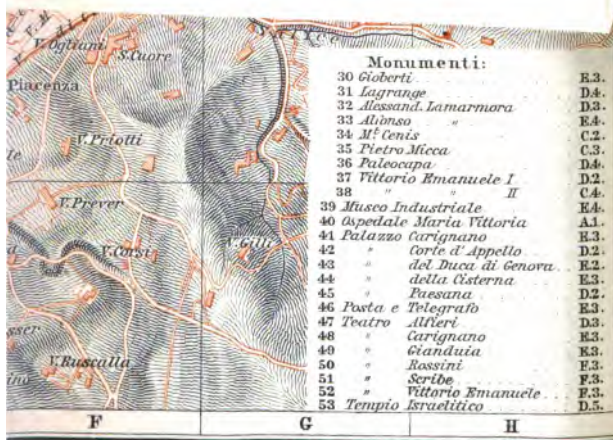 V.Ogliani
S.Cuore
Piacenza
V.Priotti
V.Prever
V.Corsi
V.Gilli
V.Ruscalla
Monumenti:
30 Gioberti E.3.
31 Lagrange D.4.
32 Alessand. Lamarmora D.3.
33 Alfonso " E.4.
34 Mt Cenis C.2.
35 Pietro Micca C.3.
36 Paleocapa D.4.
37 Vittorio Emanuele I D.2.
38 " " II C.4.
39 Museo Industriale E.4.
40 Ospedale Maria Vittoria A.1.
41 Palazzo Carignano E.3.
42 " Corte d'Appello D.2.
43 " del Duca di Genova E.2.
44 " della Cisterna E.3.
45 " Paesana D.2.
46 Posta e Telegrafo E.3.
47 Teatro Alfieri D.3.
48 " Carignano E.3.
49 " Gianduia E.3.
50 " Rossini F.3.
51 " Scribe F.3.
52 " Vittorio Emanuele F.3.
53 Tempio Israelitico D.5.
F G H